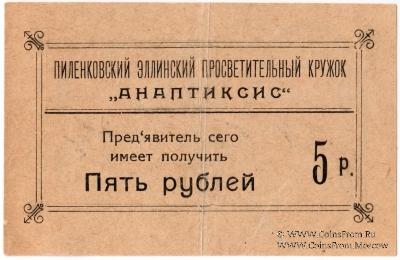 ПИЛЕНКОВСКИЙ ЭЛЛИНСКИЙ ПРОСВЕТИТЕЛЬНЫЙ КРУЖОК
„АНАПТИКСИС“
Пред'явитель сего
имеет получить
Пять рублей
5 р.
© WWW.CoinsFrom.Ru
WWW.CoinsFrom.Moscow